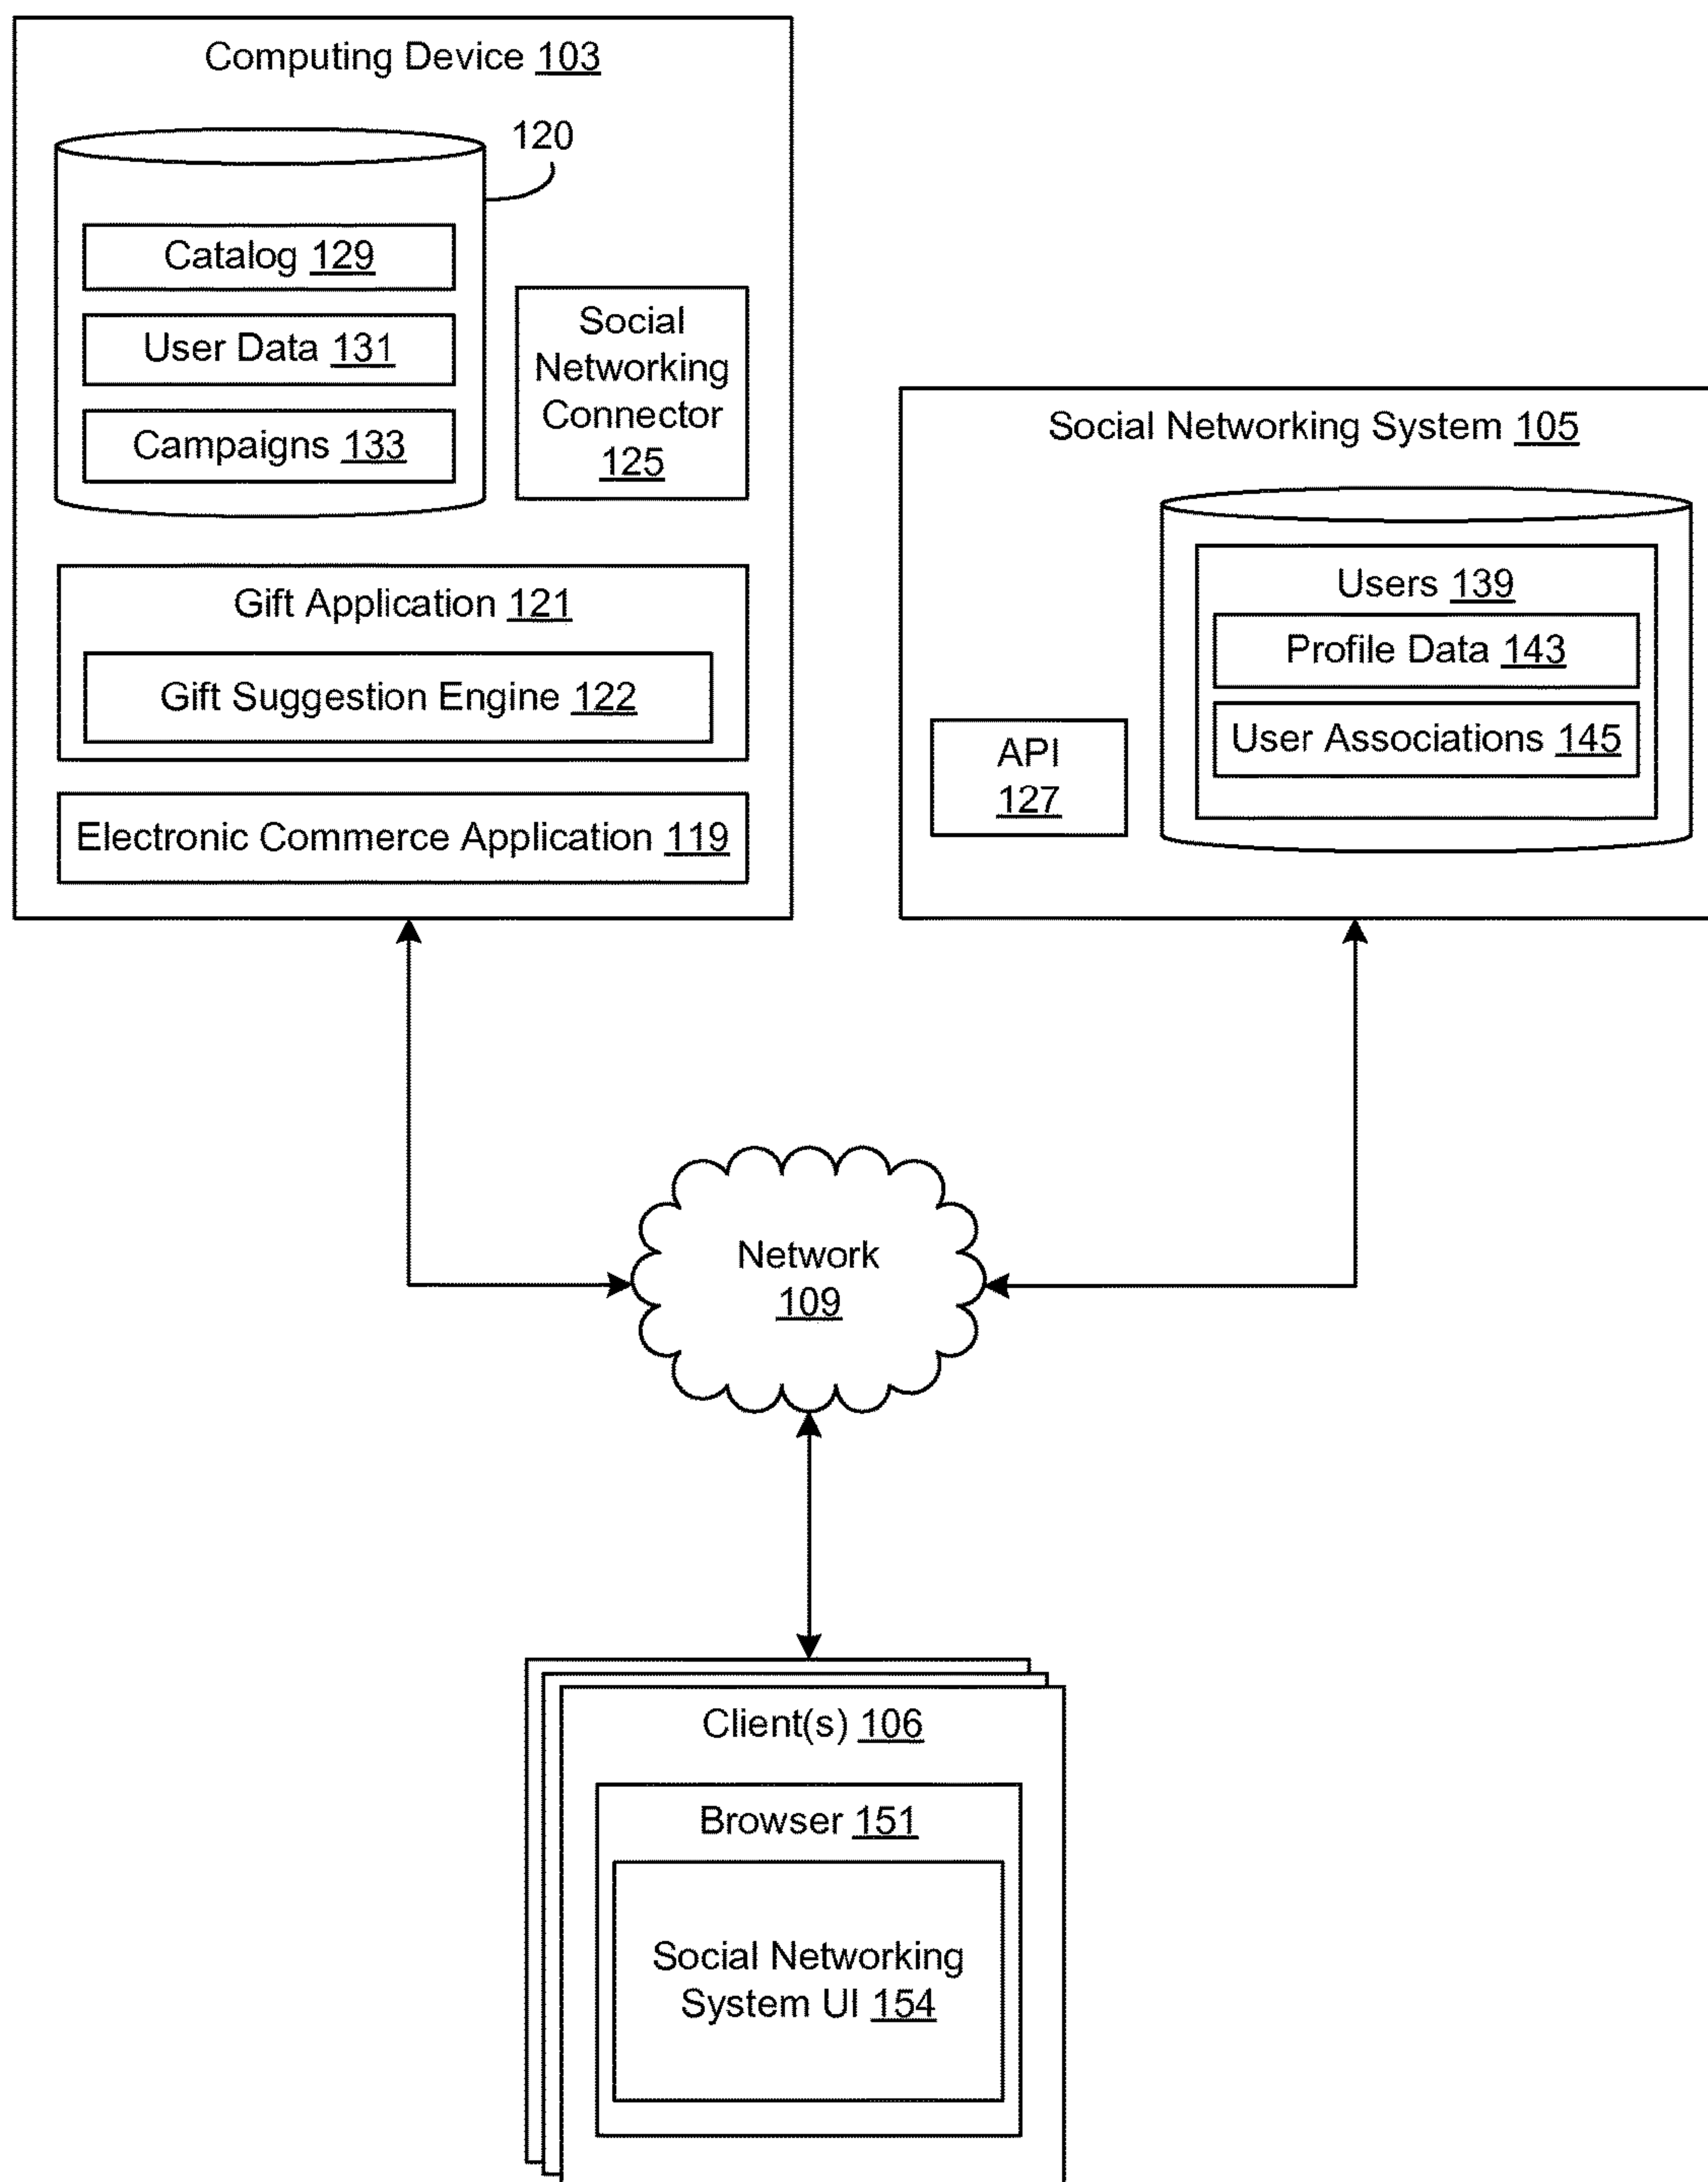 Computing Device 103
120
Catalog 129
User Data 131
Campaigns 133
Social
Networking
Connector
125
Gift Application 121
Gift Suggestion Engine 122
Electronic Commerce Application 119
Social Networking System 105
Users 139
Profile Data 143
User Associations 145
API
127
Network
109
Client(s) 106
Browser 151
Social Networking
System UI 154